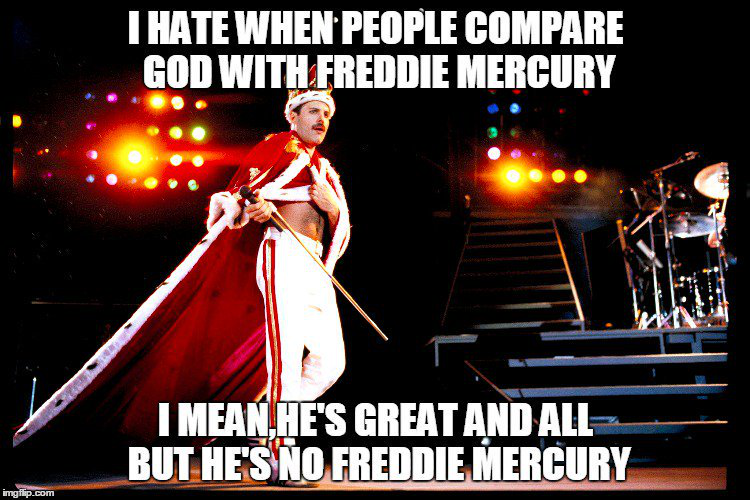 I HATE WHEN PEOPLE COMPARE
GOD WITH FREDDIE MERCURY
I MEAN,HE'S GREAT AND ALL
BUT HE'S NO FREDDIE MERCURY
imgflip.com